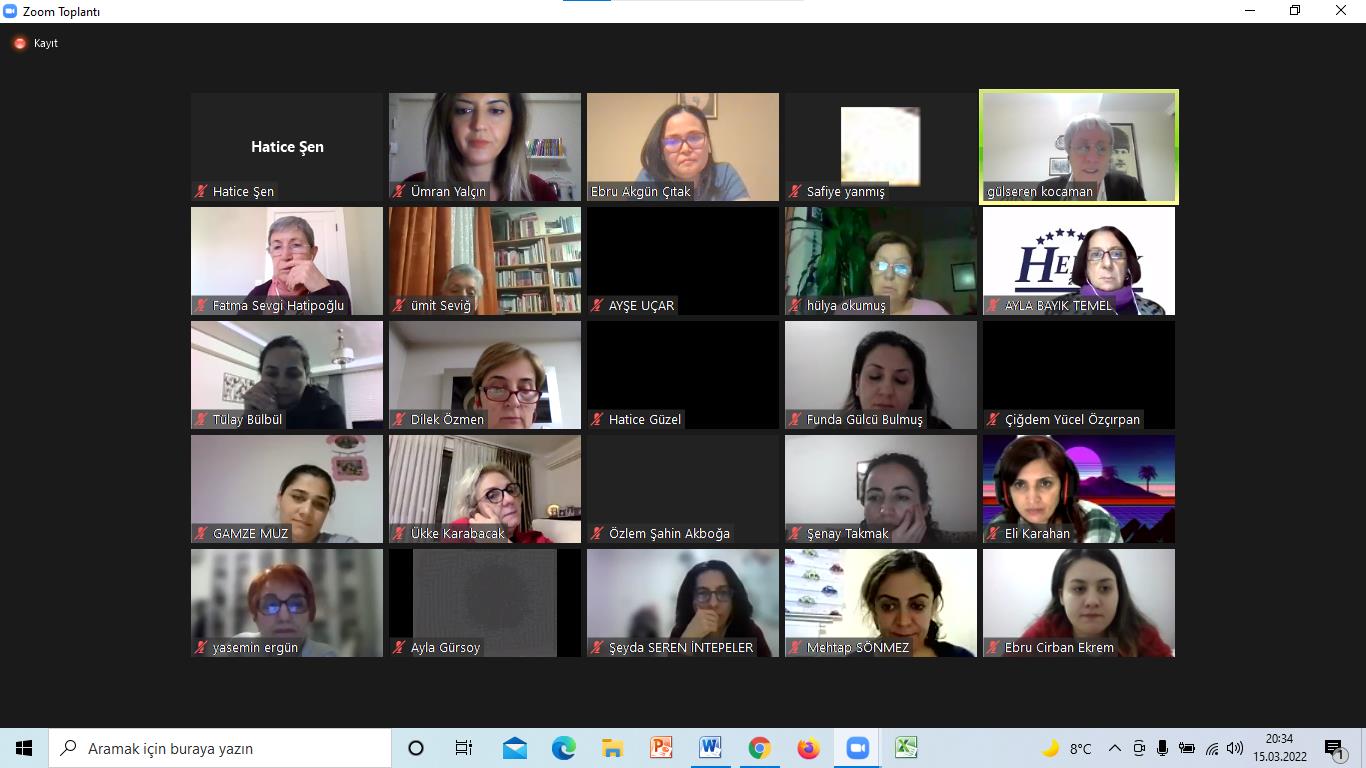 Zoom Toplantı
Kayıt
Hatice Şen
Hatice Şen
Ümran Yalçın
Ebru Akgün Çıtak
Safiye yanmış
gülseren kocaman
Fatma Sevgi Hatipoğlu
ümit Seviğ
AYŞE UÇAR
hülya okumuş
AYLA BAYIK TEMEL
Tülay Bülbül
Dilek Özmen
Hatice Güzel
Funda Gülcü Bulmuş
Çiğdem Yücel Özçırpan
GAMZE MUZ
Ükke Karabacak
Özlem Şahin Akboğa
Şenay Takmak
Eli Karahan
yasemin ergün
Ayla Gürsoy
Şeyda SEREN İNTEPELER
Mehtap SÖNMEZ
Ebru Cirban Ekrem
Aramak için buraya yazın
8°C
20:34
15.03.2022
1